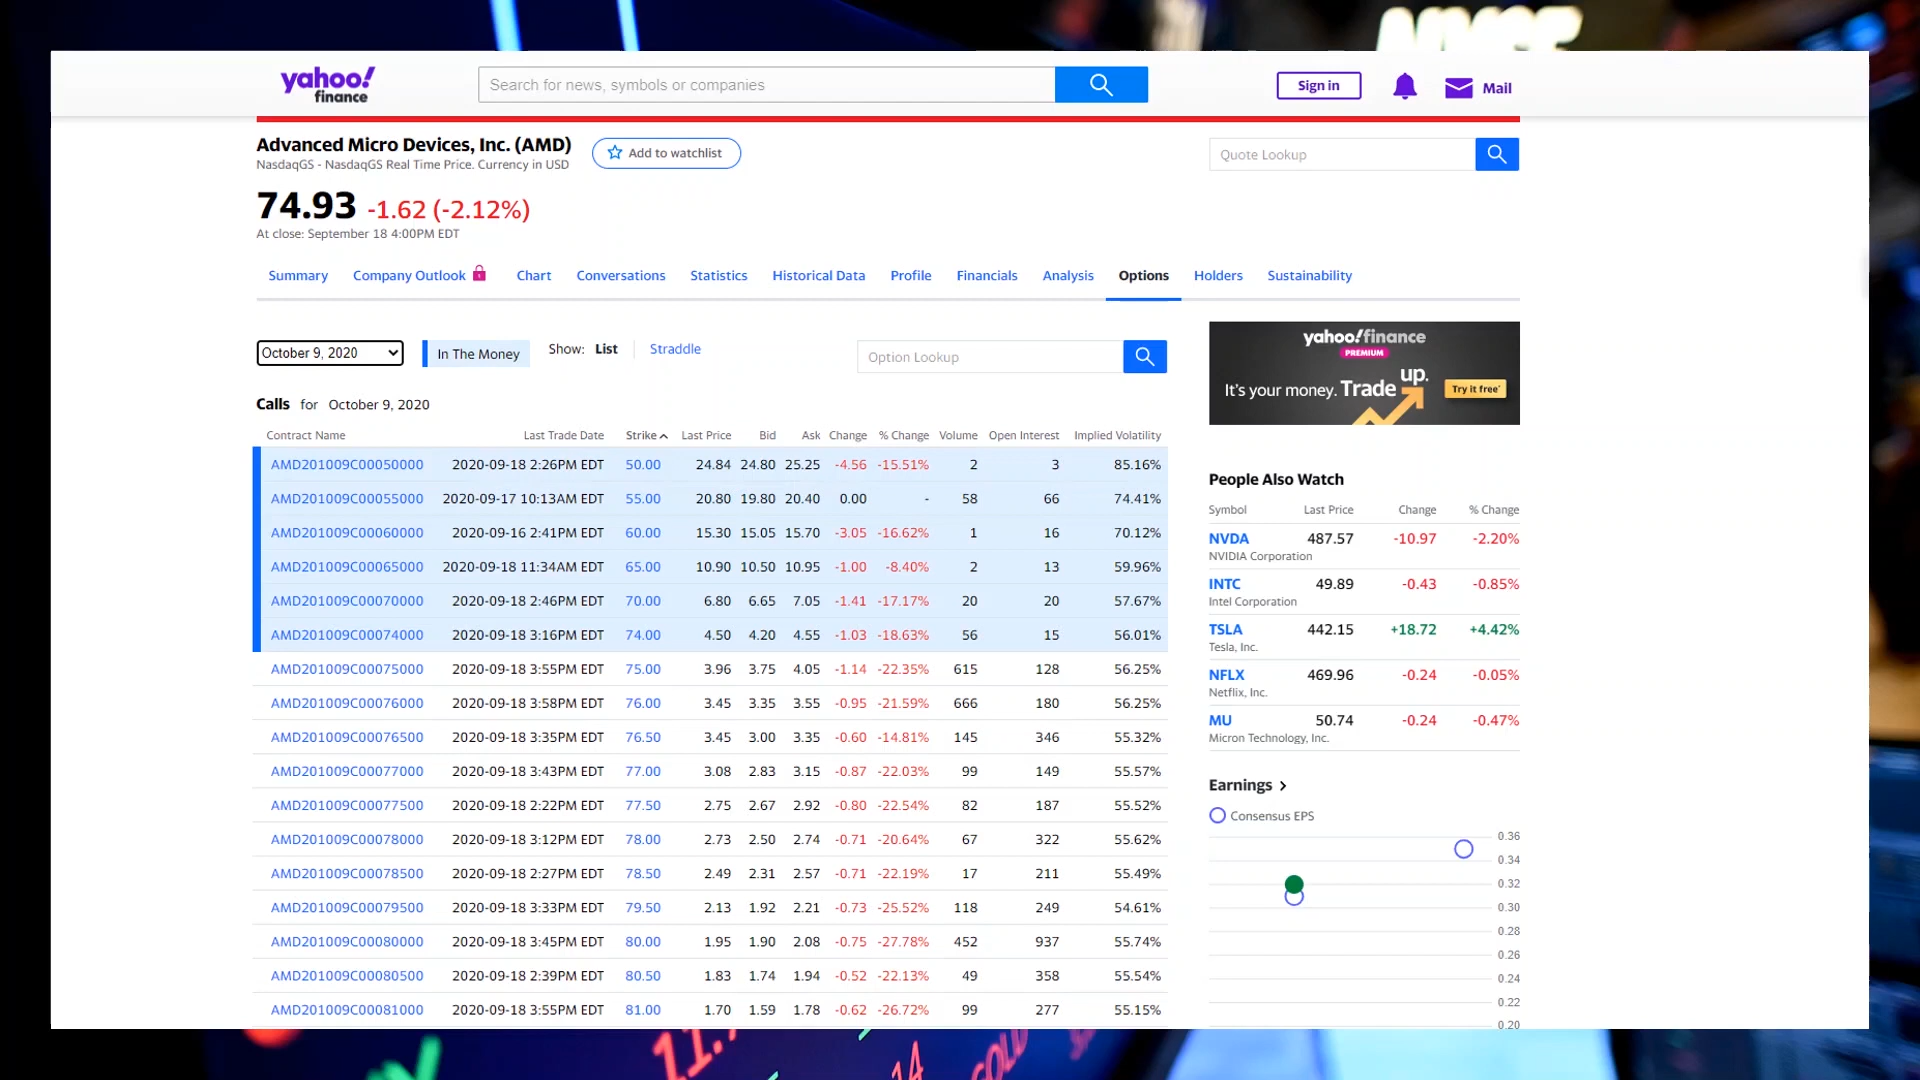 yahoo!
finance
Search for news, symbols or companies
Sign in
Mail
Advanced Micro Devices, Inc. (AMD)
Add to watchlist
NasdaqGS - NasdaqGS Real Time Price. Currency in USD
Quote Lookup
74.93 -1.62 (-2.12%)
At close: September 18 4:00PM EDT
Summary Company Outlook Chart Conversations Statistics Historical Data Profile Financials Analysis Options Holders Sustainability
October 9, 2020 In The Money Show: List Straddle Option Lookup
Calls for October 9, 2020
Contract Name Last Trade Date Strike Last Price Bid Ask Change % Change Volume Open Interest Implied Volatility
AMD201009C00050000 2020-09-18 2:26PM EDT 50.00 24.84 24.80 25.25 -4.56 -15.51% 2 3 85.16%
AMD201009C00055000 2020-09-17 10:13AM EDT 55.00 20.80 19.80 20.40 0.00 - 58 66 74.41%
AMD201009C00060000 2020-09-16 2:41PM EDT 60.00 15.30 15.05 15.70 -3.05 -16.62% 1 16 70.12%
AMD201009C00065000 2020-09-18 11:34AM EDT 65.00 10.90 10.50 10.95 -1.00 -8.40% 2 13 59.96%
AMD201009C00070000 2020-09-18 2:46PM EDT 70.00 6.80 6.65 7.05 -1.41 -17.17% 20 20 57.67%
AMD201009C00074000 2020-09-18 3:16PM EDT 74.00 4.50 4.20 4.55 -1.03 -18.63% 56 15 56.01%
AMD201009C00075000 2020-09-18 3:55PM EDT 75.00 3.96 3.75 4.05 -1.14 -22.35% 615 128 56.25%
AMD201009C00076000 2020-09-18 3:58PM EDT 76.00 3.45 3.35 3.55 -0.95 -21.59% 666 180 56.25%
AMD201009C00076500 2020-09-18 3:35PM EDT 76.50 3.45 3.00 3.35 -0.60 -14.81% 145 346 55.32%
AMD201009C00077000 2020-09-18 3:43PM EDT 77.00 3.08 2.83 3.15 -0.87 -22.03% 99 149 55.57%
AMD201009C00077500 2020-09-18 2:22PM EDT 77.50 2.75 2.67 2.92 -0.80 -22.54% 82 187 55.52%
AMD201009C00078000 2020-09-18 3:12PM EDT 78.00 2.73 2.50 2.74 -0.71 -20.64% 67 322 55.62%
AMD201009C00078500 2020-09-18 2:27PM EDT 78.50 2.49 2.31 2.57 -0.71 -22.19% 17 211 55.49%
AMD201009C00079500 2020-09-18 3:33PM EDT 79.50 2.13 1.92 2.21 -0.73 -25.52% 118 249 54.61%
AMD201009C00080000 2020-09-18 3:45PM EDT 80.00 1.95 1.90 2.08 -0.75 -27.78% 452 937 55.74%
AMD201009C00080500 2020-09-18 2:39PM EDT 80.50 1.83 1.74 1.94 -0.52 -22.13% 49 358 55.54%
AMD201009C00081000 2020-09-18 3:55PM EDT 81.00 1.70 1.59 1.78 -0.62 -26.72% 99 277 55.15%
yahoo!finance
PREMIUM
It's your money. Trade up.
Try it free*
People Also Watch
Symbol Last Price Change % Change
NVDA 487.57 -10.97 -2.20%
NVIDIA Corporation
INTC 49.89 -0.43 -0.85%
Intel Corporation
TSLA 442.15 +18.72 +4.42%
Tesla, Inc.
NFLX 469.96 -0.24 -0.05%
Netflix, Inc.
MU 50.74 -0.24 -0.47%
Micron Technology, Inc.
Earnings
Consensus EPS
0.36
0.34
0.32
0.30
0.28
0.26
0.24
0.22
0.20
14
GOLD